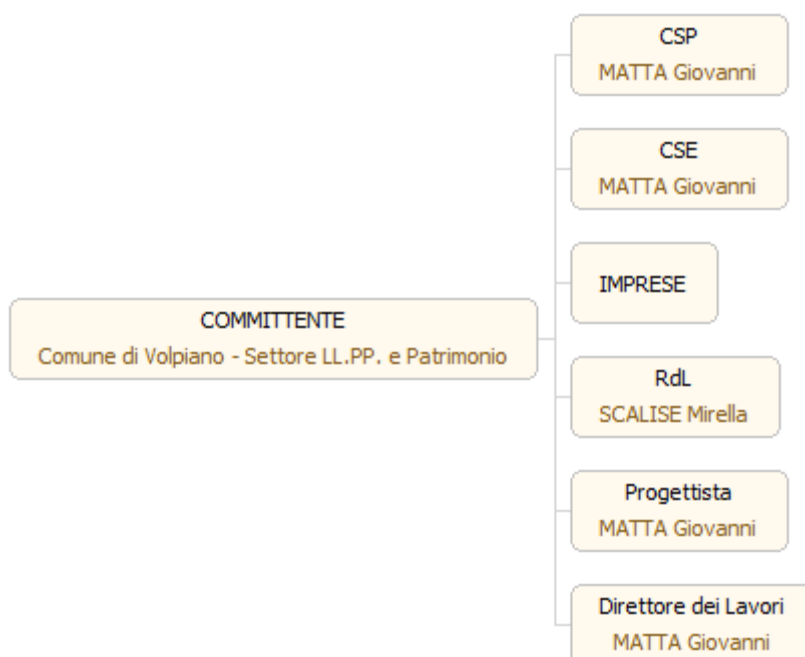 CSP
MATTA Giovanni
CSE
MATTA Giovanni
IMPRESE
COMMITTENTE
Comune di Volpiano - Settore LL.PP. e Patrimonio
RdL
SCALISE Mirella
Progettista
MATTA Giovanni
Direttore dei Lavori
MATTA Giovanni